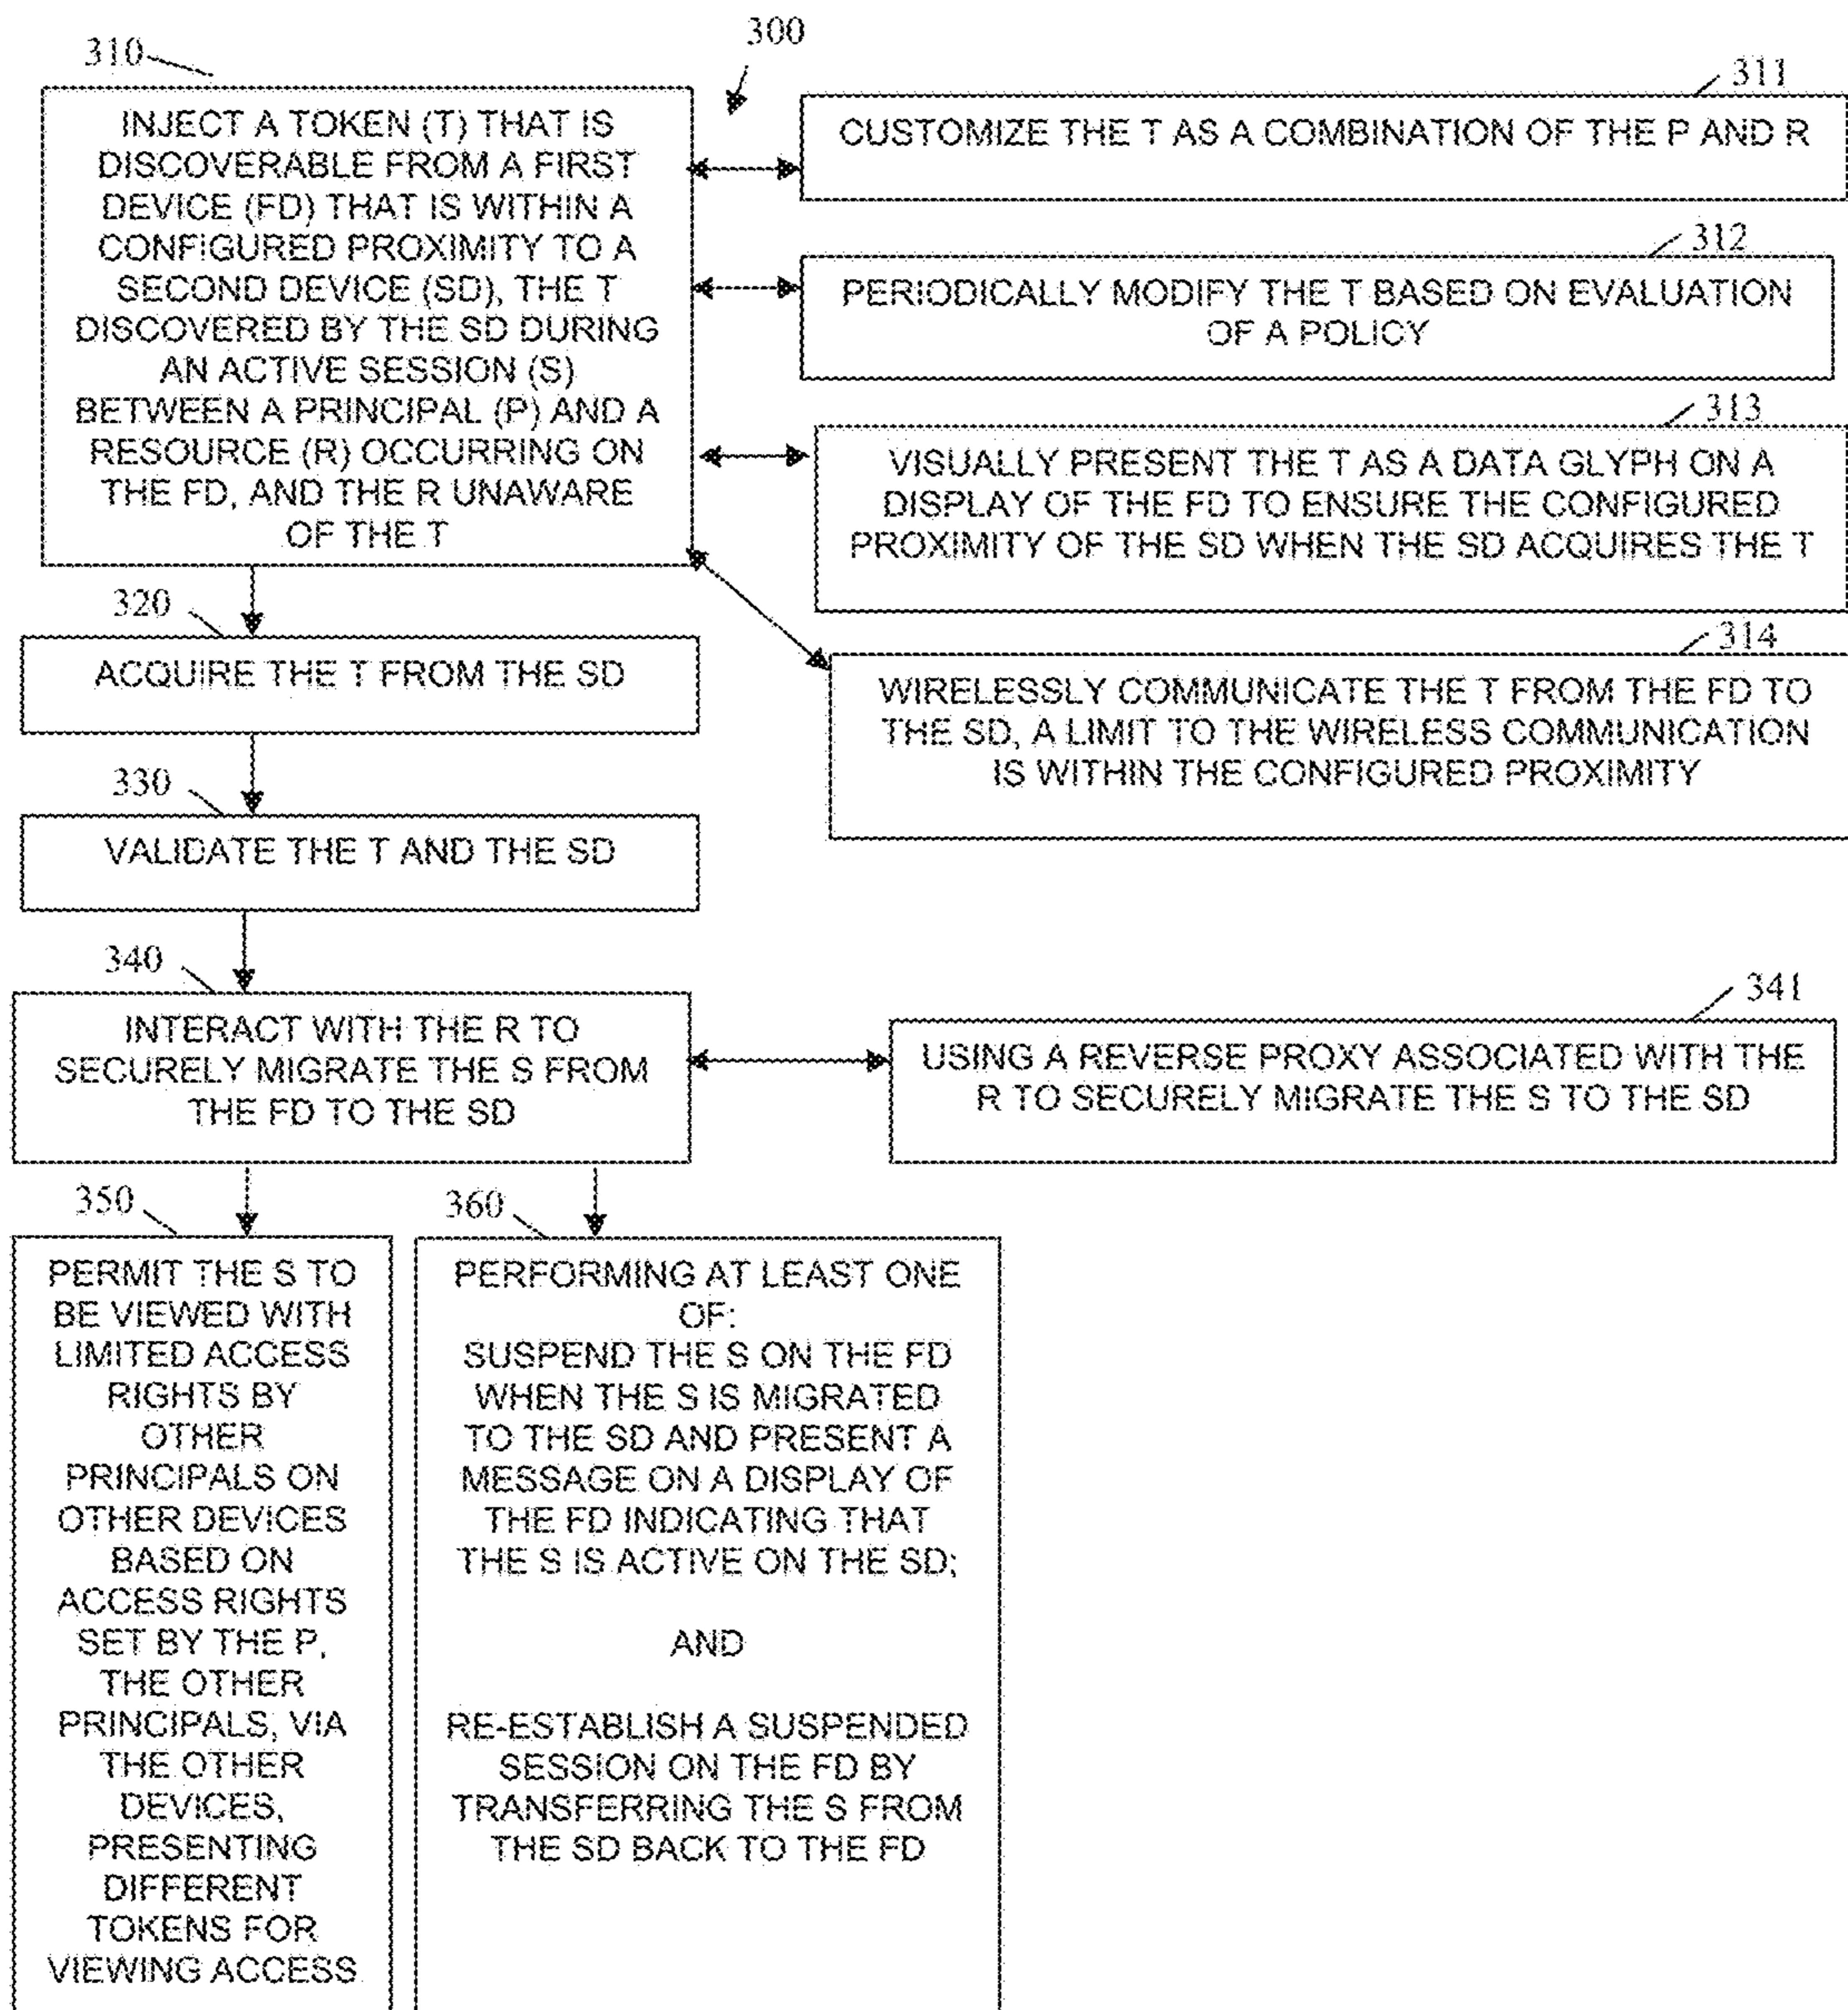 300
310
INJECT A TOKEN (T) THAT IS
DISCOVERABLE FROM A FIRST
DEVICE (FD) THAT IS WITHIN A
CONFIGURED PROXIMITY TO A
SECOND DEVICE (SD), THE T
DISCOVERED BY THE SD DURING
AN ACTIVE SESSION (S)
BETWEEN A PRINCIPAL (P) AND A
RESOURCE (R) OCCURRING ON
THE FD, AND THE R UNAWARE
OF THE T
311
CUSTOMIZE THE T AS A COMBINATION OF THE P AND R
312
PERIODICALLY MODIFY THE T BASED ON EVALUATION
OF A POLICY
313
VISUALLY PRESENT THE T AS A DATA GLYPH ON A
DISPLAY OF THE FD TO ENSURE THE CONFIGURED
PROXIMITY OF THE SD WHEN THE SD ACQUIRES THE T
314
WIRELESSLY COMMUNICATE THE T FROM THE FD TO
THE SD, A LIMIT TO THE WIRELESS COMMUNICATION
IS WITHIN THE CONFIGURED PROXIMITY
320
ACQUIRE THE T FROM THE SD
330
VALIDATE THE T AND THE SD
340
INTERACT WITH THE R TO
SECURELY MIGRATE THE S FROM
THE FD TO THE SD
341
USING A REVERSE PROXY ASSOCIATED WITH THE
R TO SECURELY MIGRATE THE S TO THE SD
350
PERMIT THE S TO
BE VIEWED WITH
LIMITED ACCESS
RIGHTS BY
OTHER
PRINCIPALS ON
OTHER DEVICES
BASED ON
ACCESS RIGHTS
SET BY THE P,
THE OTHER
PRINCIPALS, VIA
THE OTHER
DEVICES,
PRESENTING
DIFFERENT
TOKENS FOR
VIEWING ACCESS
360
PERFORMING AT LEAST ONE
OF:
SUSPEND THE S ON THE FD
WHEN THE S IS MIGRATED
TO THE SD AND PRESENT A
MESSAGE ON A DISPLAY OF
THE FD INDICATING THAT
THE S IS ACTIVE ON THE SD;
AND
RE-ESTABLISH A SUSPENDED
SESSION ON THE FD BY
TRANSFERRING THE S FROM
THE SD BACK TO THE FD